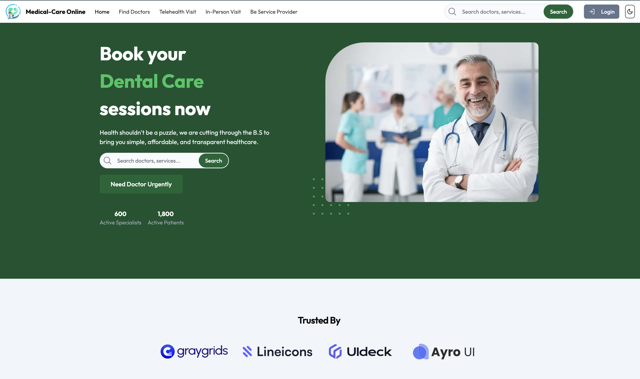 Medical-Care Online
Home
Find Doctors
Telehealth Visit
In-Person Visit
Be Service Provider
Search doctors, services...
Search
Login
Book your
Dental Care
sessions now
Health shouldn't be a puzzle, we are cutting through the B.S to
bring you simple, affordable, and transparent healthcare.
Search doctors, services...
Search
Need Doctor Urgently
600
Active Specialists
1,800
Active Patients
Trusted By
graygrids
Lineicons
UIdeck
Ayro UI